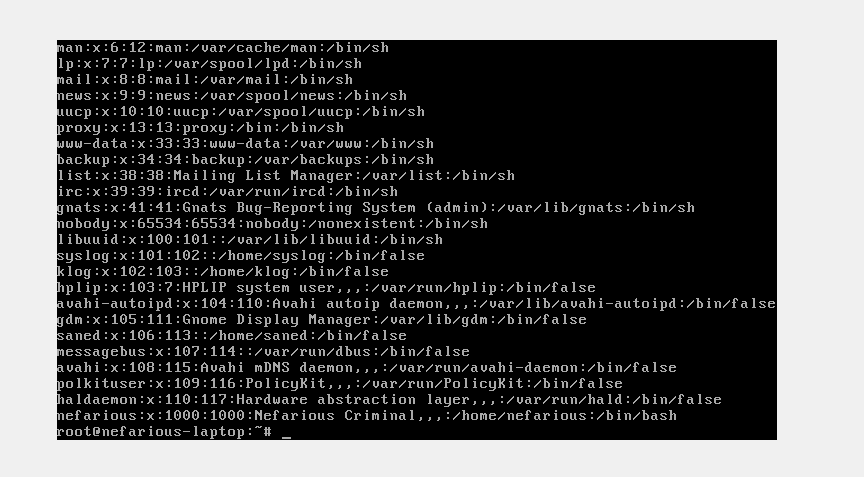 man:x:6:12:man:/var/cache/man:/bin/sh
lp:x:7:7:lp:/var/spool/lpd:/bin/sh
mail:x:8:8:mail:/var/mail:/bin/sh
news:x:9:9:news:/var/spool/news:/bin/sh
uucp:x:10:10:uucp:/var/spool/uucp:/bin/sh
proxy:x:13:13:proxy:/bin:/bin/sh
www-data:x:33:33:www-data:/var/www:/bin/sh
backup:x:34:34:backup:/var/backups:/bin/sh
list:x:38:38:Mailing List Manager:/var/list:/bin/sh
irc:x:39:39:ircd:/var/run/ircd:/bin/sh
gnats:x:41:41:Gnats Bug-Reporting System (admin):/var/lib/gnats:/bin/sh
nobody:x:65534:65534:nobody:/nonexistent:/bin/sh
libuuid:x:100:101::/var/lib/libuuid:/bin/sh
syslog:x:101:102::/home/syslog:/bin/false
klog:x:102:103::/home/klog:/bin/false
hplip:x:103:7:HPLIP system user,,,:/var/run/hplip:/bin/false
avahi-autoipd:x:104:110:Avahi autoip daemon,,,:/var/lib/avahi-autoipd:/bin/false
gdm:x:105:111:Gnome Display Manager:/var/lib/gdm:/bin/false
saned:x:106:113::/home/saned:/bin/false
messagebus:x:107:114::/var/run/dbus:/bin/false
avahi:x:108:115:Avahi mDNS daemon,,,:/var/run/avahi-daemon:/bin/false
polkituser:x:109:116:PolicyKit,,,:/var/run/PolicyKit:/bin/false
haldaemon:x:110:117:Hardware abstraction layer,,,:/var/run/hald:/bin/false
nefarious:x:1000:1000:Nefarious Criminal,,,:/home/nefarious:/bin/bash
root@nefarious-laptop:~# _